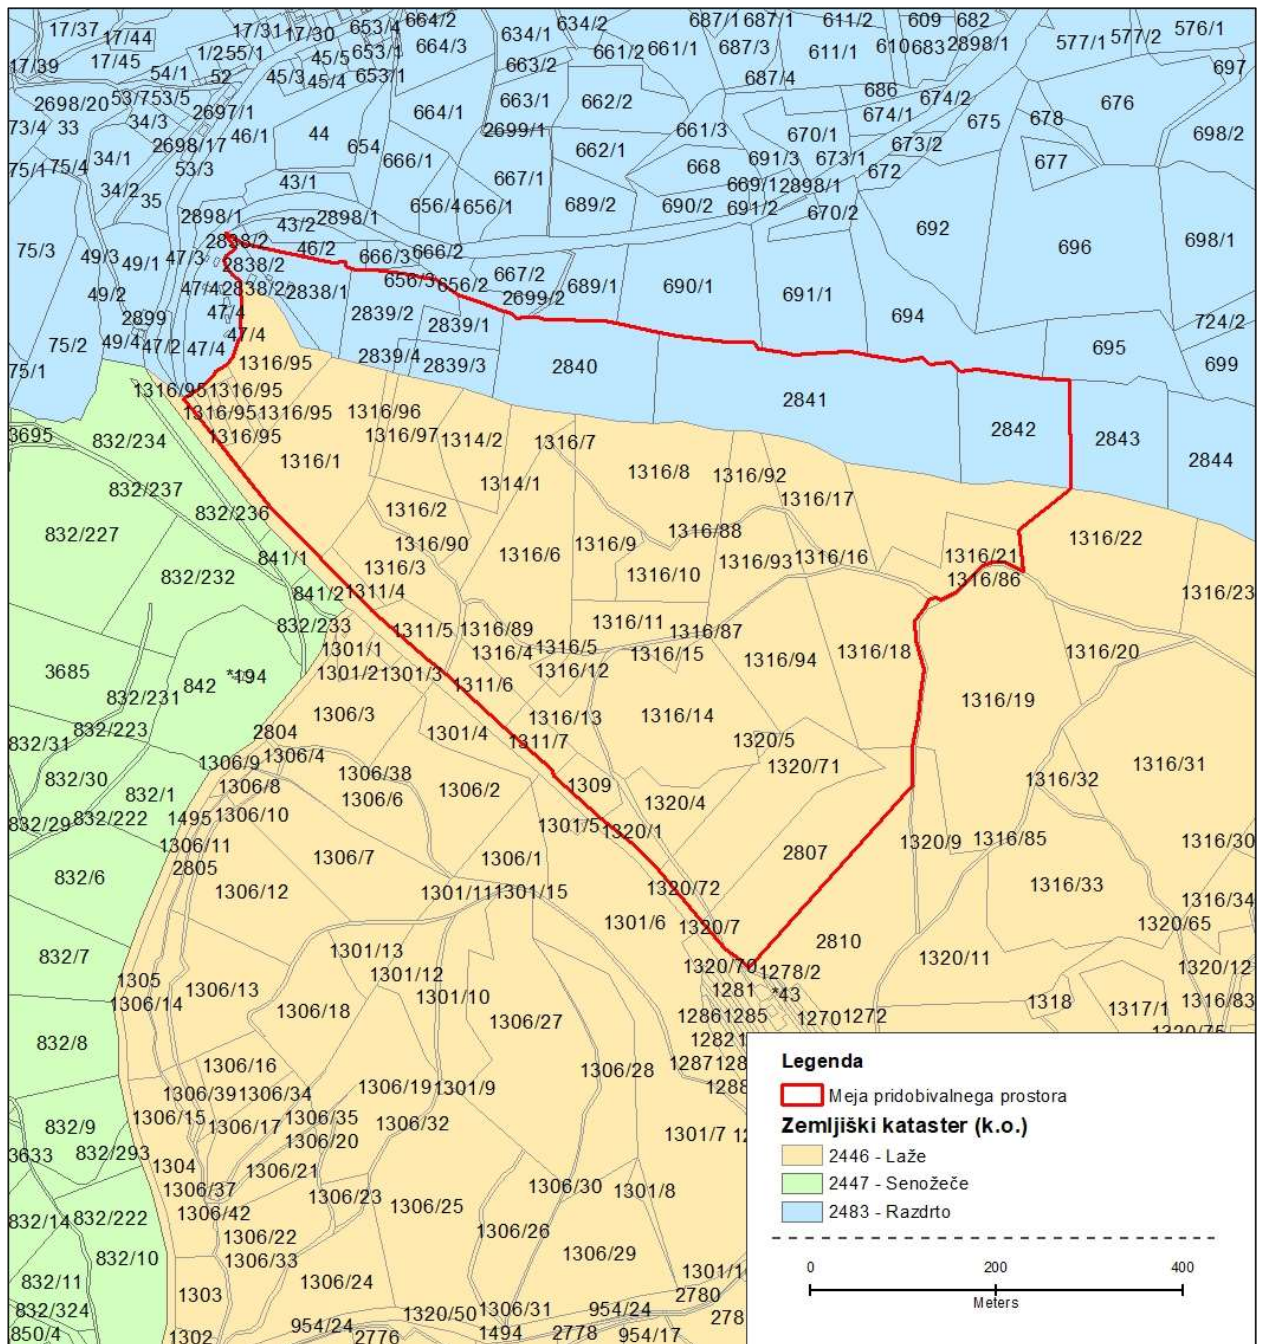 17/37 17/44 17/31 17/30 653/4 664/2 634/2 687/1 687/1 611/2 609 682 576/1
17/39 17/45 1/2 55/1 45/5 653/1 664/3 634/1 661/2 661/1 687/3 611/1 610 683 2898/1 577/1 577/2
54/1 52 45/3 45/4 653/1 663/2 687/4 697
2698/20 53/7 53/5 2697/1 664/1 663/1 662/2 686 674/2 676
73/4 33 34/3 46/1 44 2699/1 661/3 670/1 674/1 675 678 698/2
2698/17 654 662/1 673/2
75/1 75/4 34/1 53/3 666/1 668 691/3 673/1 672 677
34/2 35 43/1 667/1 669/1 2898/1
2898/1 43/2 2898/1 656/4 656/1 689/2 690/2 691/2 670/2 692
75/3 49/3 49/1 47/3 2838/2 46/2 666/3 666/2 696 698/1
2838/2 656/3 656/2 667/2 689/1 690/1 691/1
49/2 47/4 2838/2 2838/1 2699/2
2899 47/4 2839/2 2839/1 694 724/2
75/2 49/4 47/2 47/4 47/4 695
75/1 1316/95 2839/4 2839/3 2840 699
1316/95 1316/95 2841
1316/95 1316/95 1316/96 2842 2843
3695 832/234 1316/95 1316/97 1314/2 1316/7
1316/1 2844
832/237 1314/1 1316/8 1316/92
832/236 1316/2 1316/17
832/227 1316/90 1316/9 1316/88 1316/22
841/1 1316/3 1316/6 1316/93 1316/16 1316/21
832/232 1316/10 1316/86
841/2 1311/4 1316/23
832/233 1311/5 1316/89 1316/11 1316/87
1301/1 1316/4 1316/5 1316/15 1316/94 1316/18 1316/20
3685 842 *194 1301/2 1301/3 1316/12
832/231 1311/6 1316/19
832/223 1306/3 1316/13 1316/14
832/31 2804 1301/4 1311/7 1320/5
832/30 1306/9 1306/4 1306/38 1320/71 1316/32 1316/31
832/1 1306/8 1306/6 1306/2 1309
832/29 832/222 1495 1306/10 1301/5 1320/1 1320/4
1306/11 1306/7 1306/1 2807 1320/9 1316/85 1316/30
832/6 2805 1306/12 1301/11 1301/15 1320/72 1316/33 1316/34
1301/6 1320/7 1320/65
832/7 1301/13 2810 1320/11
1305 1306/13 1301/12 1320/70 1278/2 1320/12
1306/14 1306/18 1301/10 1281 *43 1318 1317/1 1316/83
832/8 1306/27 1286 1285 1270 1272 1320/75
1282
1306/16 1306/28 1287
1306/39 1306/34 1306/19 1301/9 1288
832/9 1306/15 1306/17 1306/35 1306/32
3633 832/293 1306/20 1301/7
1304 1306/21
1306/37 1306/23 1306/25 1306/30 1301/8
832/14 832/222 1306/42 1306/26
832/10 1306/22 1306/29
832/11 1306/33 1306/24
832/324 1303 1320/50 1306/31 954/24 2780
850/4 1302 954/24 2776 1494 2778 954/17
Legenda
Meja pridobivalnega prostora
Zemljiški kataster (k.o.)
2446 - Laže
2447 - Senožeče
2483 - Razdrto
0 200 400
Meters